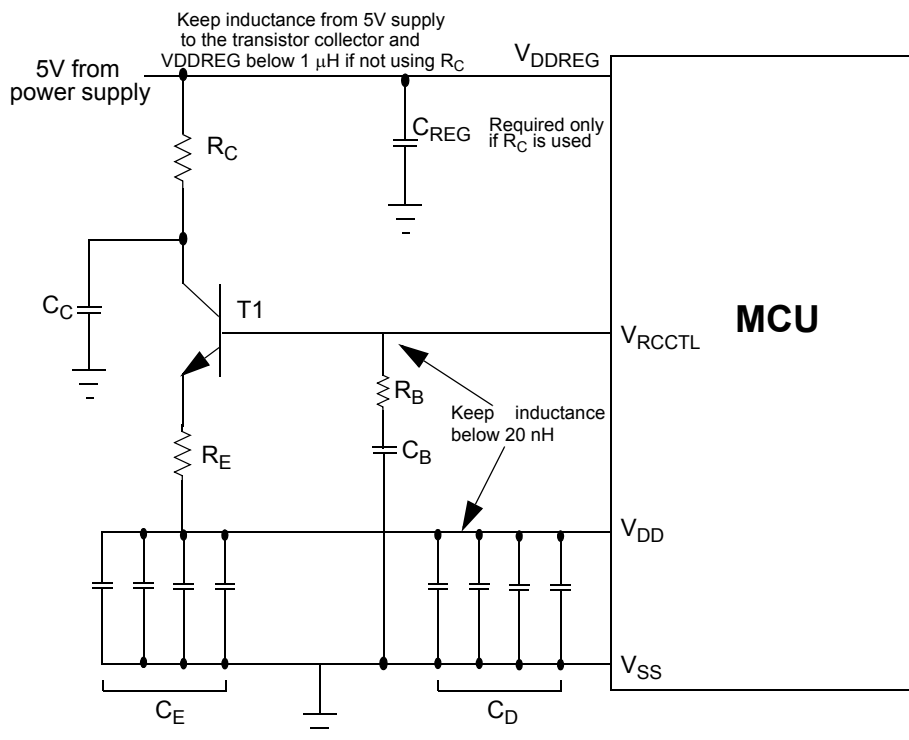 Keep inductance from 5V supply
to the transistor collector and
VDDREG below 1 μH if not using RC
VDDREG
5V from
power supply
CREG
Required only
if RC is used
RC
CC
T1
MCU
VRCCTL
RB
Keep inductance
below 20 nH
CB
RE
VDD
VSS
CE
CD